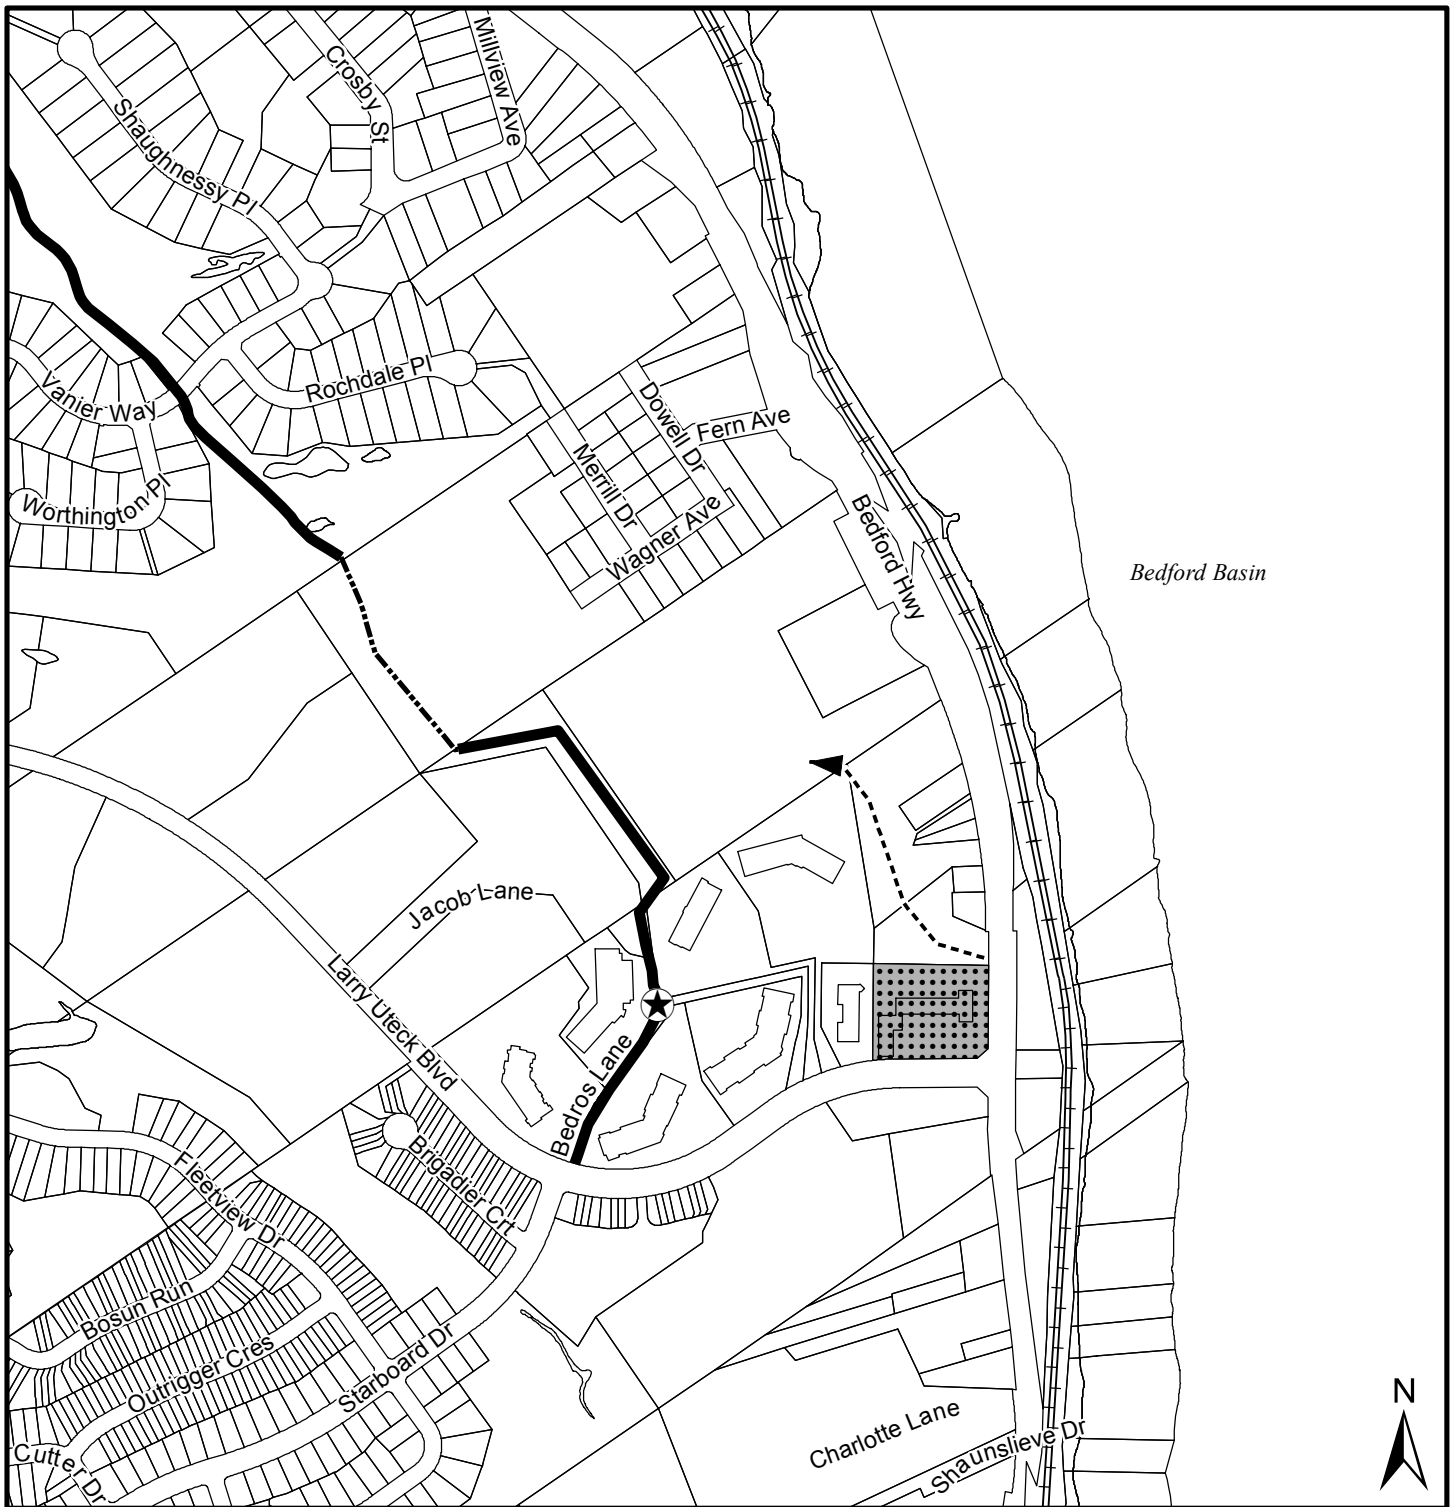 Millview Ave
Crosby St
Shaughnessy Pl
Rochdale Pl
Vanier Way
Dowell Dr
Fern Ave
Merrill Dr
Worthington Pl
Wagner Ave
Bedford Hwy
Bedford Basin
Jacob Lane
Larry Uteck Blvd
Bedros Lane
Brigadier Crt
Fleetview Dr
Bosun Run
Outrigger Cres
Starboard Dr
Charlotte Lane
Shaunslieve Dr
Cutter Dr
N